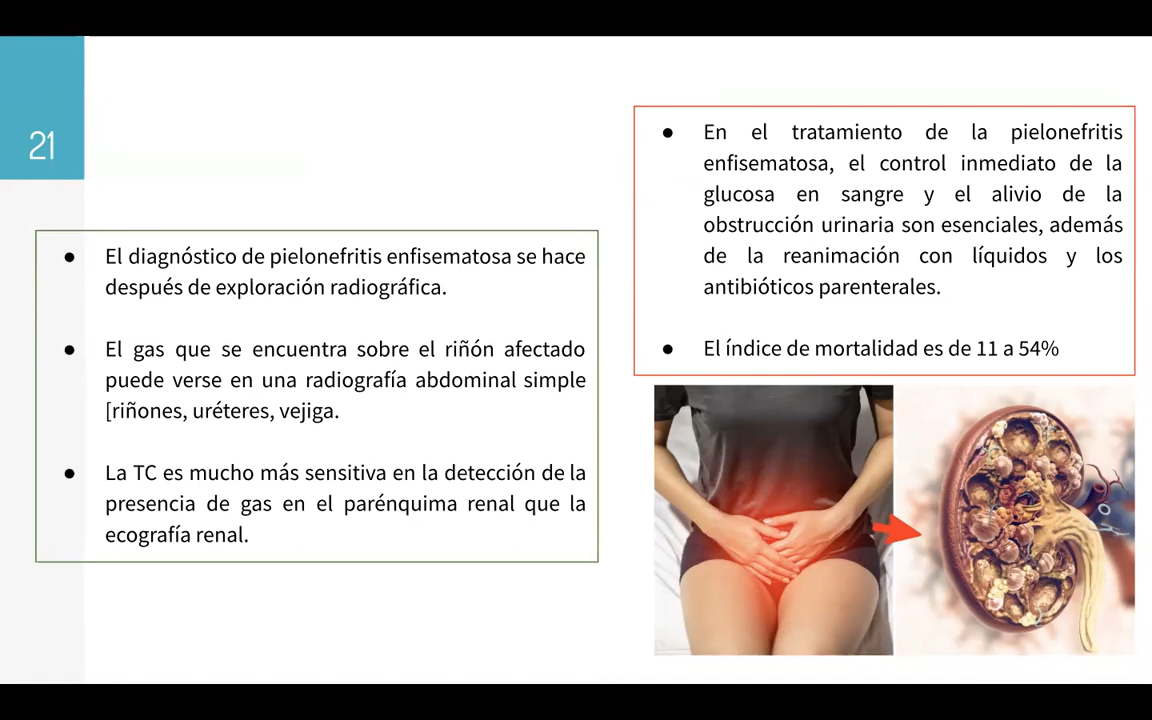 21
● El diagnóstico de pielonefritis enfisematosa se hace
después de exploración radiográfica.
● El gas que se encuentra sobre el riñón afectado
puede verse en una radiografía abdominal simple
[riñones, uréteres, vejiga.
● La TC es mucho más sensitiva en la detección de la
presencia de gas en el parénquima renal que la
ecografía renal.
● En el tratamiento de la pielonefritis
enfisematosa, el control inmediato de la
glucosa en sangre y el alivio de la
obstrucción urinaria son esenciales, además
de la reanimación con líquidos y los
antibióticos parenterales.
● El índice de mortalidad es de 11 a 54%